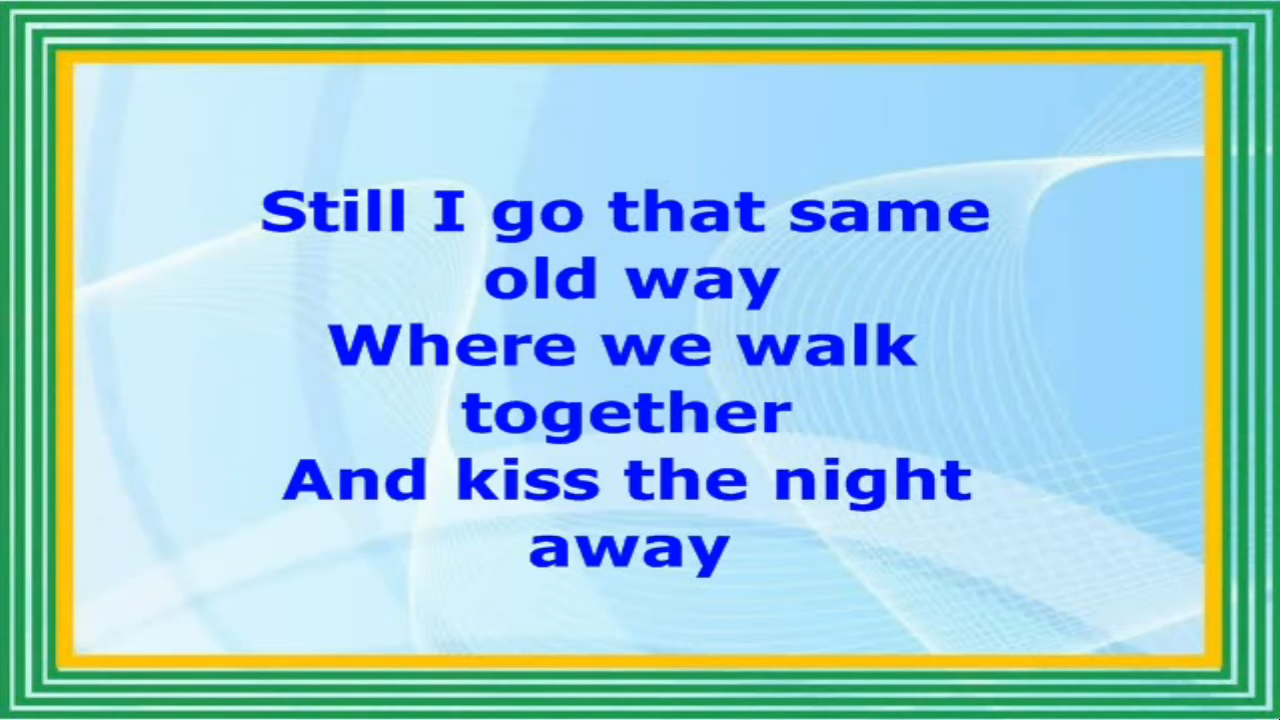 Still I go that same
old way
Where we walk
together
And kiss the night
away